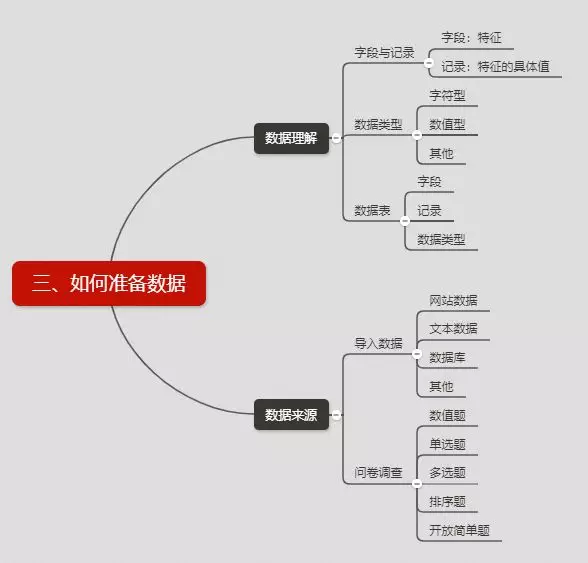 三、如何准备数据
数据理解
字段与记录
字段：特征
记录：特征的具体值
数据类型
字符型
数值型
其他
数据表
字段
记录
数据类型
数据来源
导入数据
网站数据
文本数据
数据库
其他
问卷调查
数值题
单选题
多选题
排序题
开放简单题